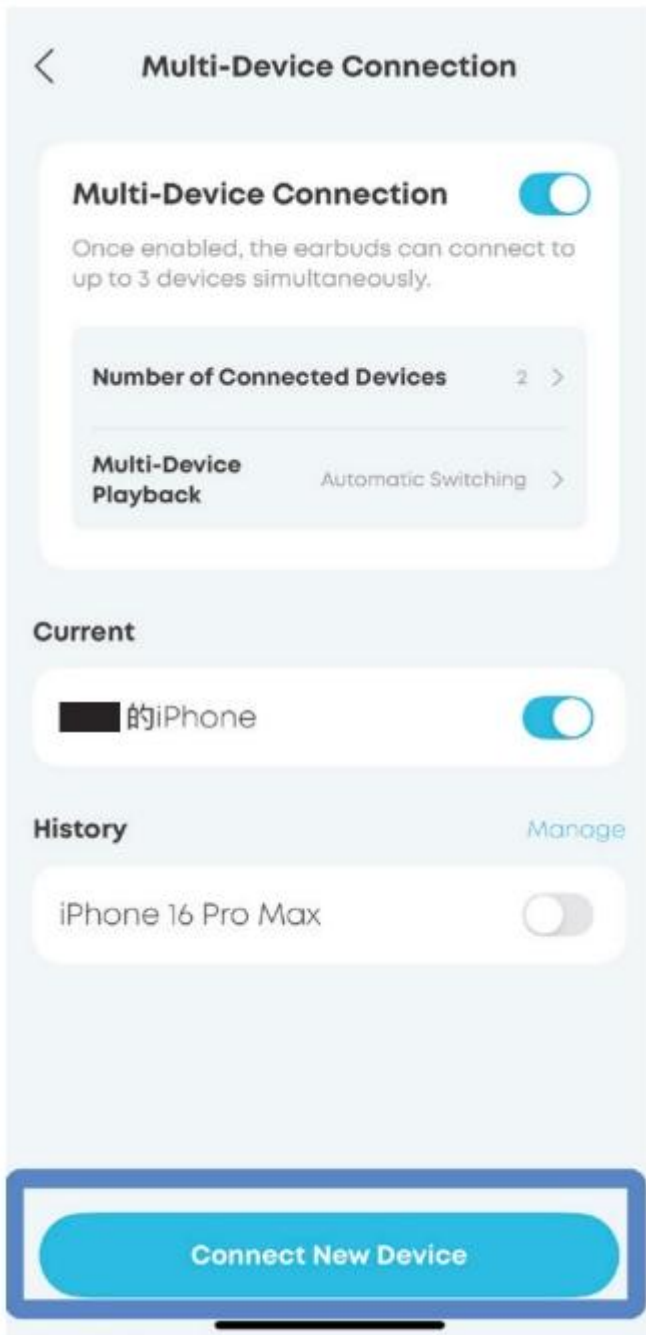 Multi-Device Connection
Multi-Device Connection
Once enabled, the earbuds can connect to
up to 3 devices simultaneously.
Number of Connected Devices 2
Multi-Device
Playback
Automatic Switching
Current
的iPhone
History Manage
iPhone 16 Pro Max
Connect New Device